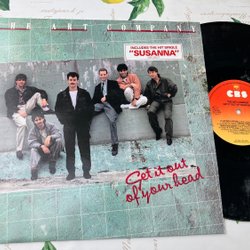 THE ART COMPANY
INCLUDES THE HIT SINGLE
"SUSANNA"
Get it out
of your head
CBS